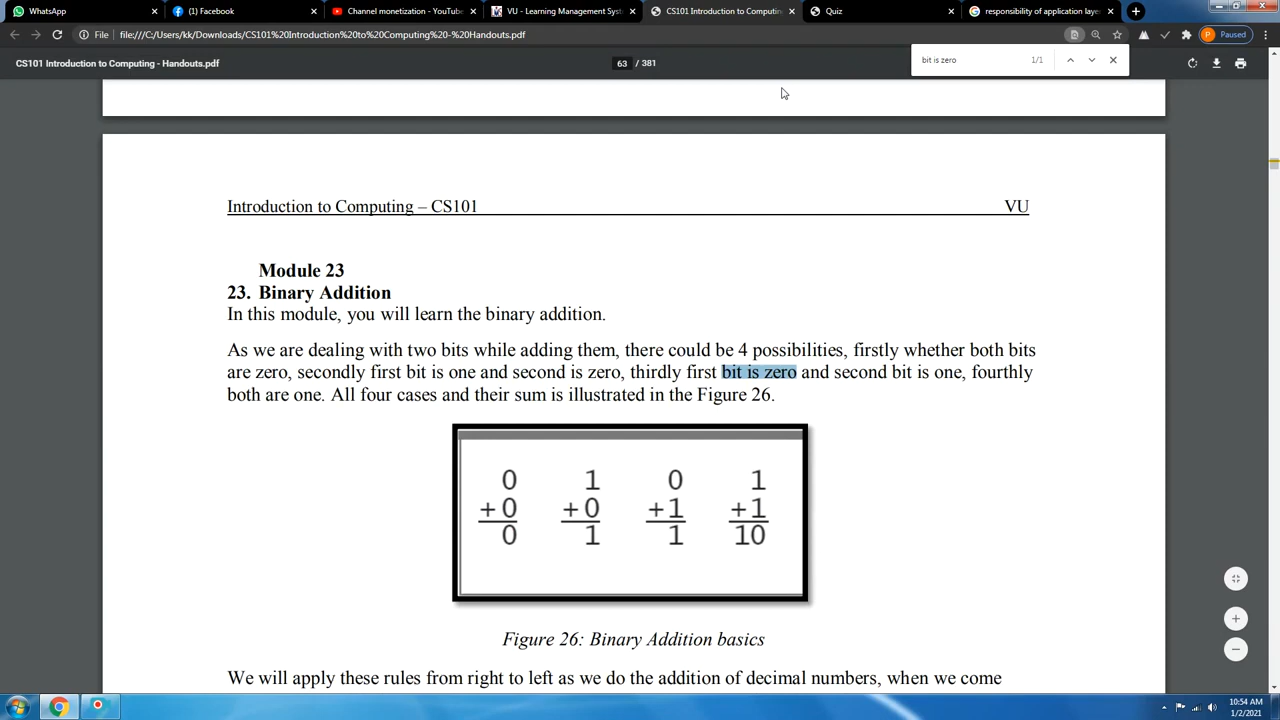 WhatsApp
(2) Facebook
Channel monetization - YouTube
VU - Learning Management Syst
CS101 Introduction to Computing
Quiz
responsibility of application laye
File
file:///C:/Users/kk/Downloads/CS101%20Introduction%20to%20Computing%20-%20Handouts.pdf
P Paused
CS101 Introduction to Computing - Handouts.pdf
63 / 381
bit is zero 1/1
Introduction to Computing – CS101 VU
Module 23
23. Binary Addition
In this module, you will learn the binary addition.
As we are dealing with two bits while adding them, there could be 4 possibilities, firstly whether both bits
are zero, secondly first bit is one and second is zero, thirdly first bit is zero and second bit is one, fourthly
both are one. All four cases and their sum is illustrated in the Figure 26.
0 1 0 1
+0 +0 +1 +1
0 1 1 10
Figure 26: Binary Addition basics
We will apply these rules from right to left as we do the addition of decimal numbers, when we come
10:54 AM
1/2/2021